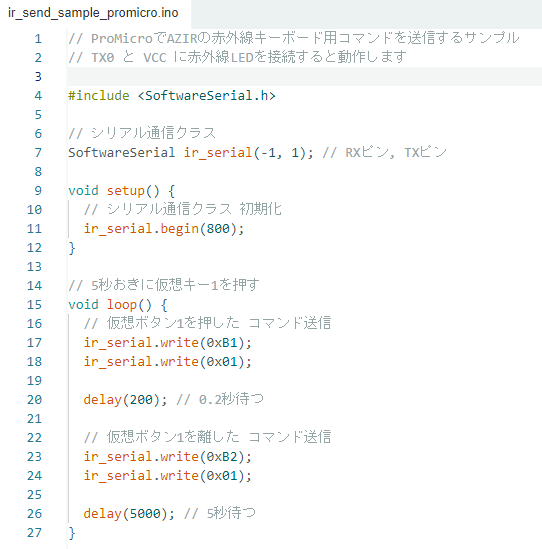 ir_send_sample_promicro.ino
1 // ProMicroでAZIRの赤外線キーボード用コマンドを送信するサンプル
2 // TX0 と VCC に赤外線LEDを接続すると動作します
3
4 #include <SoftwareSerial.h>
5
6 // シリアル通信クラス
7 SoftwareSerial ir_serial(-1, 1); // RXピン, TXピン
8
9 void setup() {
10 // シリアル通信クラス 初期化
11 ir_serial.begin(800);
12 }
13
14 // 5秒おきに仮想キー1を押す
15 void loop() {
16 // 仮想ボタン1を押した コマンド送信
17 ir_serial.write(0xB1);
18 ir_serial.write(0x01);
19
20 delay(200); // 0.2秒待つ
21
22 // 仮想ボタン1を離した コマンド送信
23 ir_serial.write(0xB2);
24 ir_serial.write(0x01);
25
26 delay(5000); // 5秒待つ
27 }